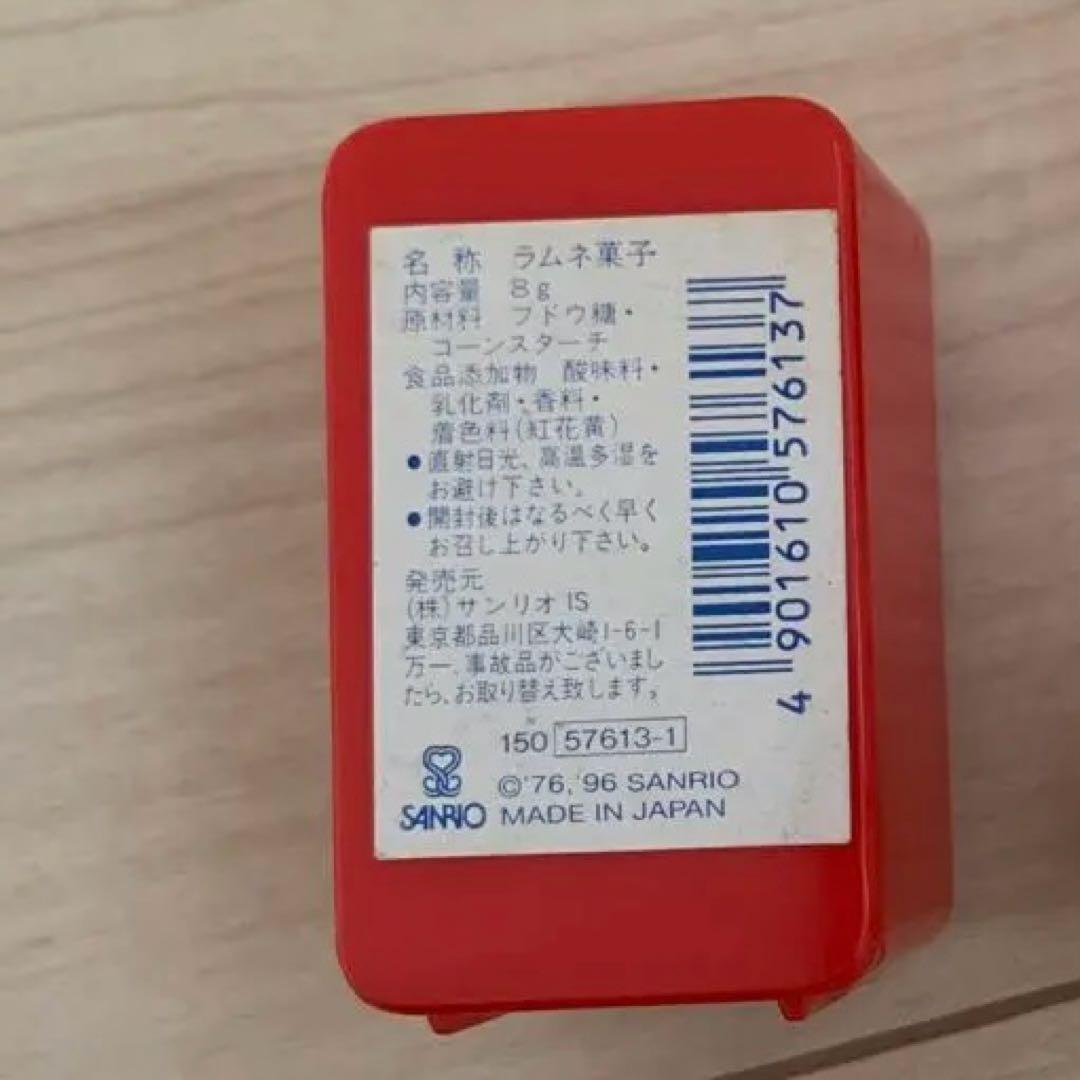 名 称 ラムネ菓子
内容量 8g
原材料 ブドウ糖・
コーンスターチ
食品添加物 酸味料・
乳化剤・香料・
着色料(紅花黄)
●直射日光、高温多湿を
お避け下さい。
●開封後はなるべく早く
お召し上がり下さい。
発売元
(株)サンリオIS
東京都品川区大崎1-6-1
万一、事故品がございまし
たら、お取り替え致します。
150 57613-1
©'76,'96 SANRIO
SANRIO MADE IN JAPAN
4 901610 576137